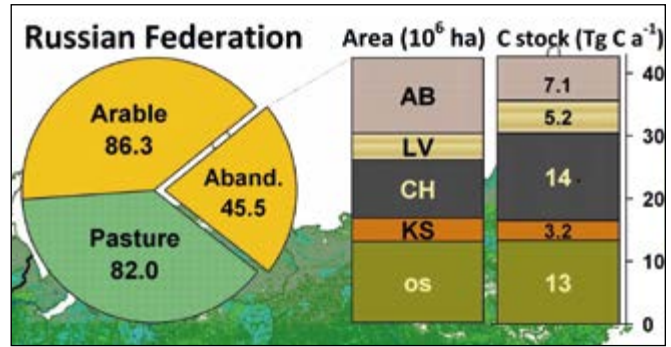 Russian Federation
Area (10⁶ ha)
C stock (Tg C a⁻¹)
Arable
86.3
Aband.
45.5
Pasture
82.0
AB
LV
CH
KS
os
7.1
5.2
14
3.2
13
40
30
20
10
0